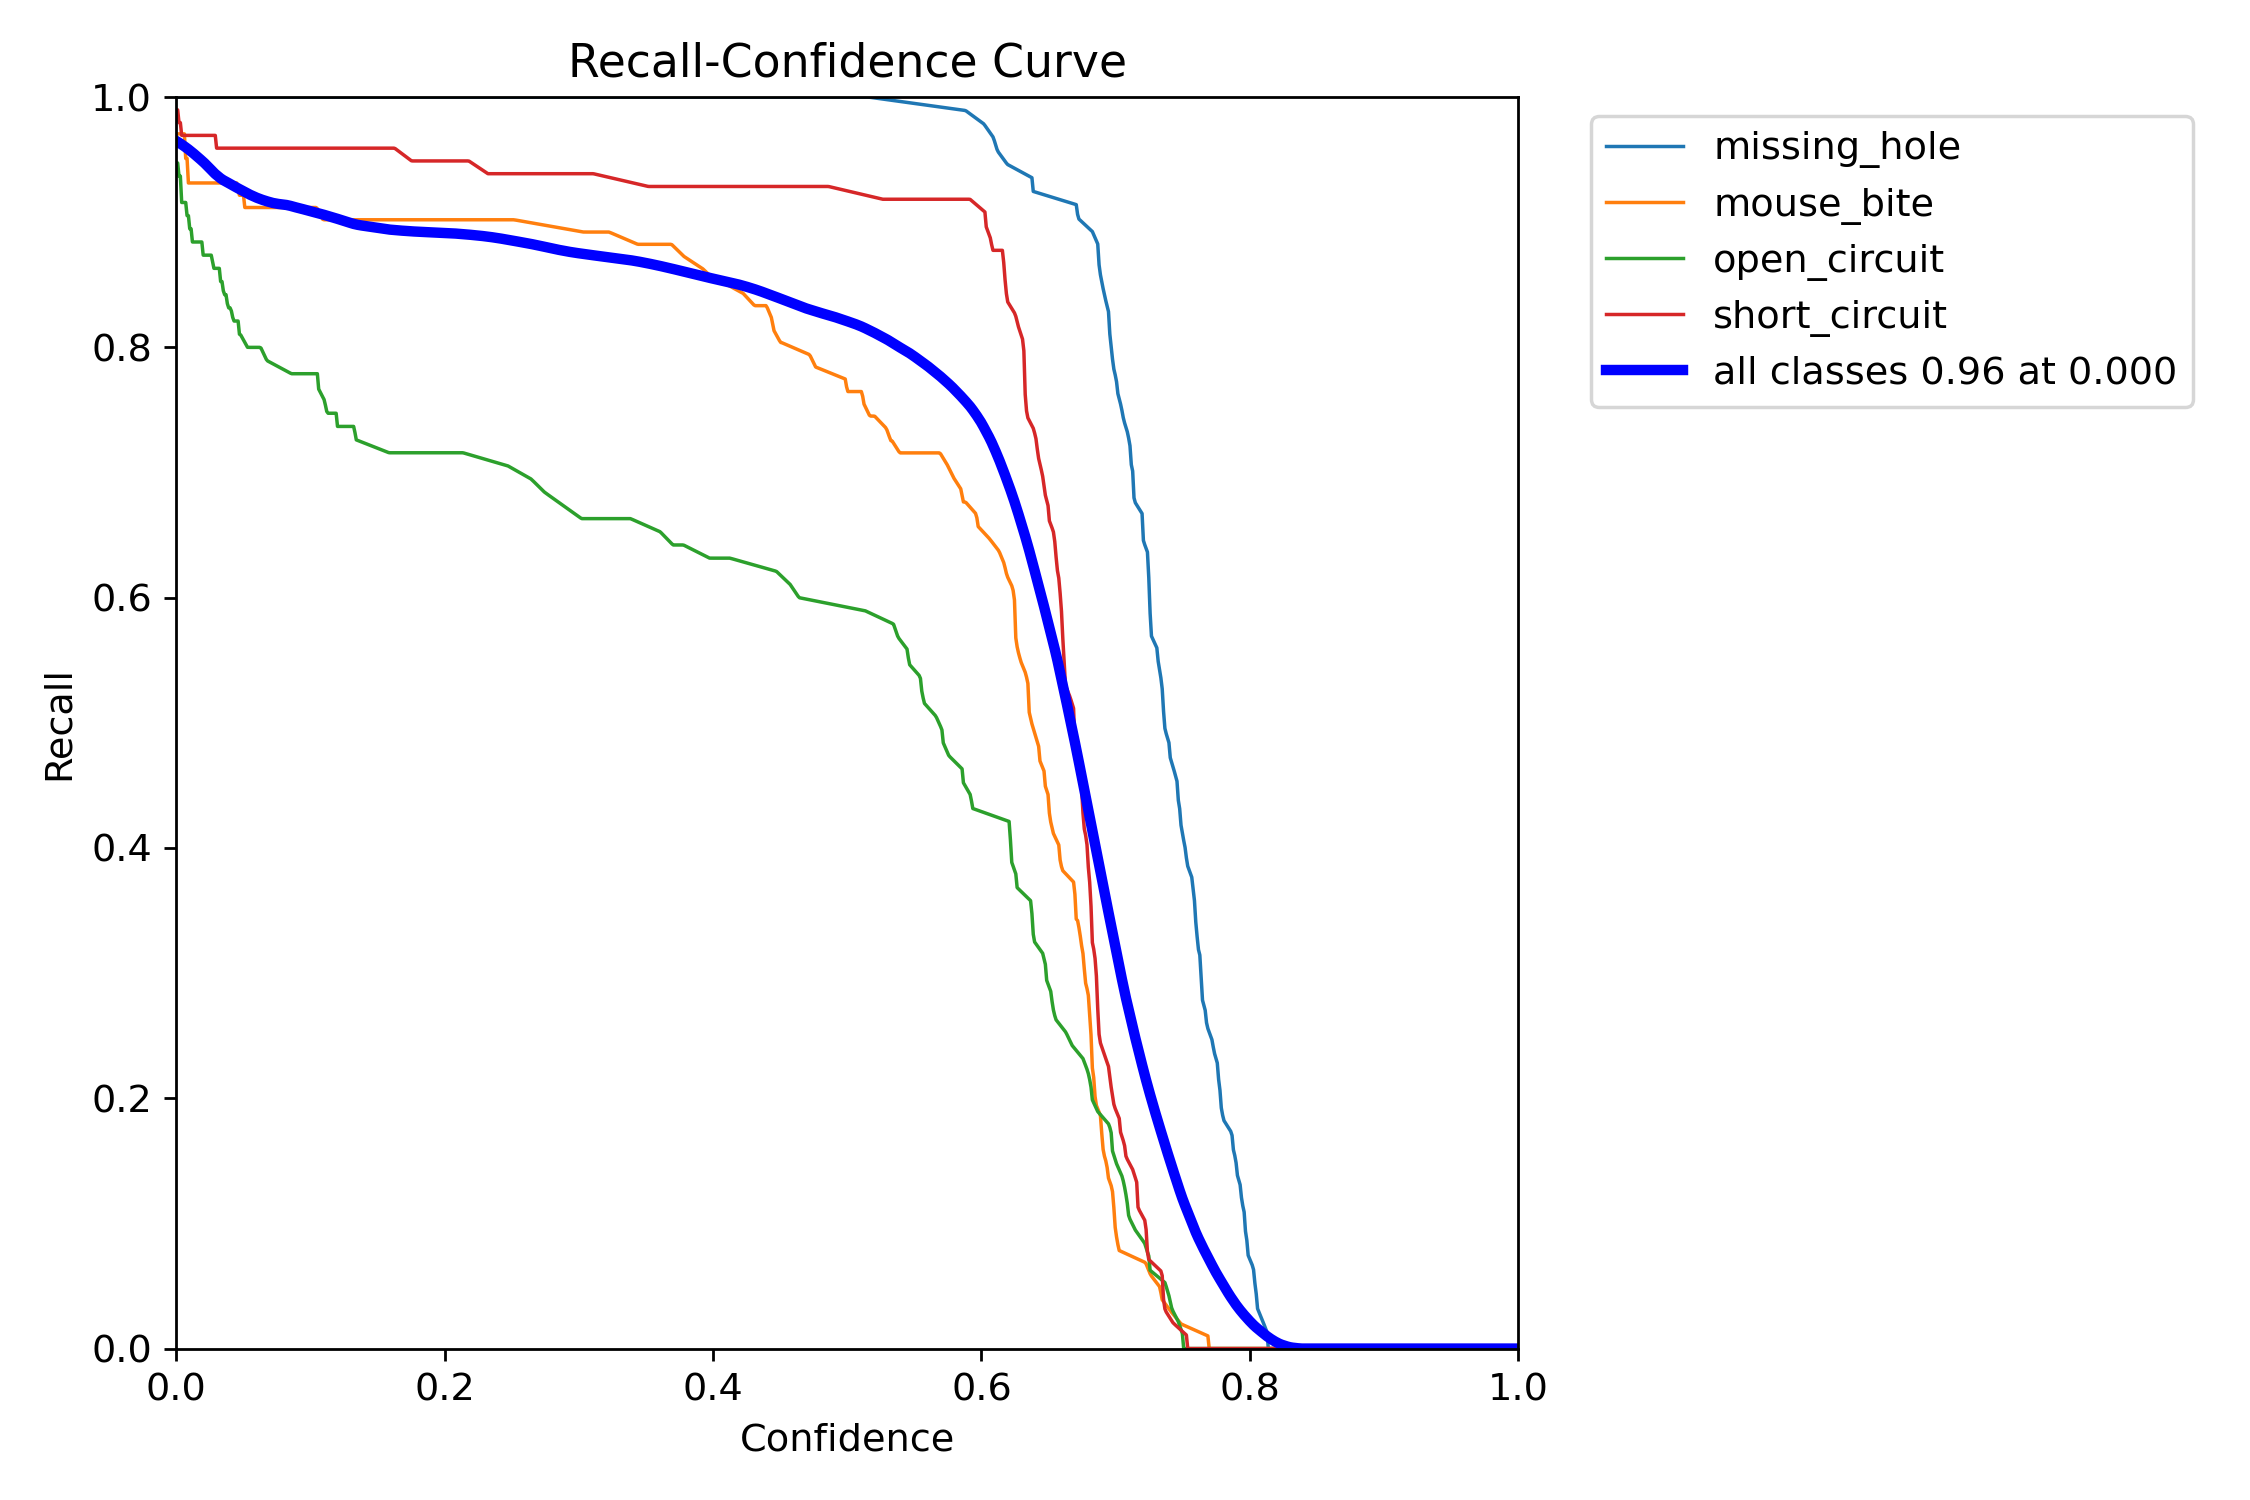 Recall-Confidence Curve
1.0
0.8
0.6
0.4
0.2
0.0
Recall
0.0 0.2 0.4 0.6 0.8 1.0
Confidence
missing_hole
mouse_bite
open_circuit
short_circuit
all classes 0.96 at 0.000